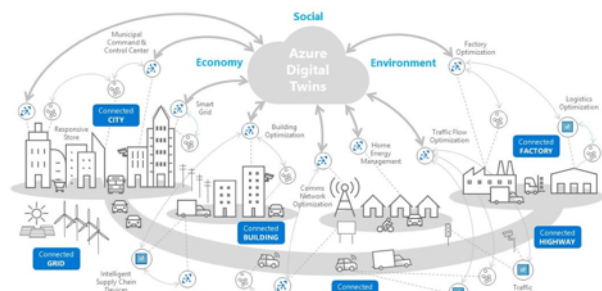 Social
Municipal
Command &
Control Center
Economy
Azure
Digital
Twins
Environment
Factory
Optimization
Connected
CITY
Smart
Grid
Responsive
Store
Building
Optimization
Home
Energy
Management
Traffic Flow
Optimization
Logistics
Optimization
Connected
FACTORY
Comms
Network
Optimization
Connected
GRID
Connected
BUILDING
Connected
HIGHWAY
Intelligent
Supply Chain
Devices
Connected
Traffic